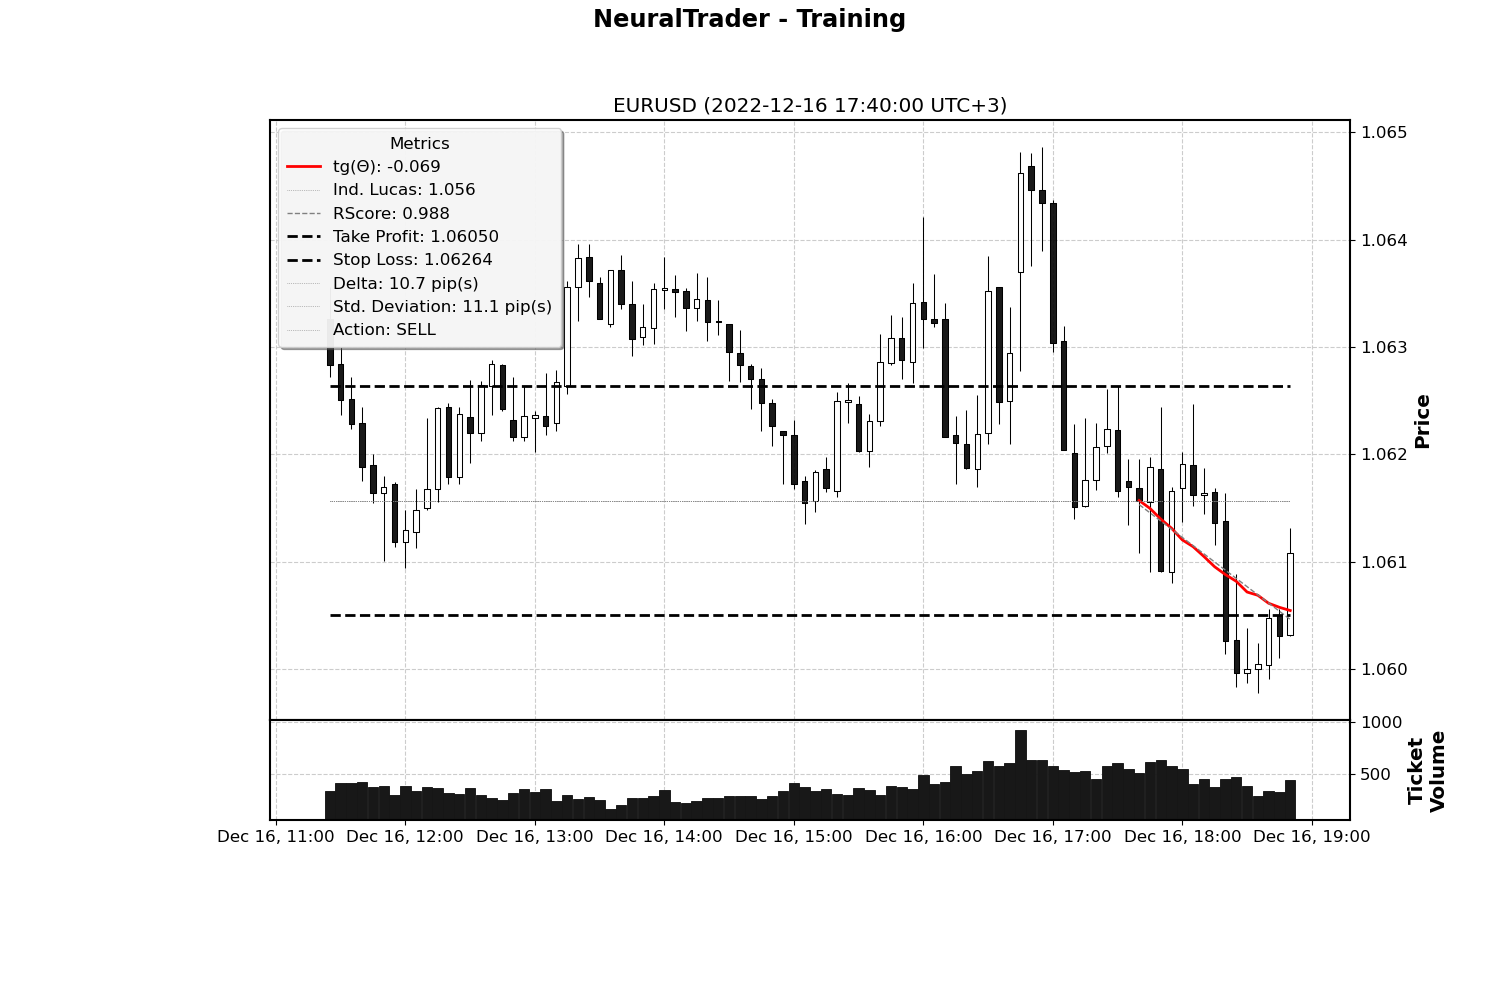 NeuralTrader - Training
EURUSD (2022-12-16 17:40:00 UTC+3)
Metrics
tg(Θ): -0.069
Ind. Lucas: 1.056
RScore: 0.988
Take Profit: 1.06050
Stop Loss: 1.06264
Delta: 10.7 pip(s)
Std. Deviation: 11.1 pip(s)
Action: SELL
1.065
1.064
1.063
1.062
1.061
1.060
Price
1000
500
Ticket
Volume
Dec 16, 11:00
Dec 16, 12:00
Dec 16, 13:00
Dec 16, 14:00
Dec 16, 15:00
Dec 16, 16:00
Dec 16, 17:00
Dec 16, 18:00
Dec 16, 19:00